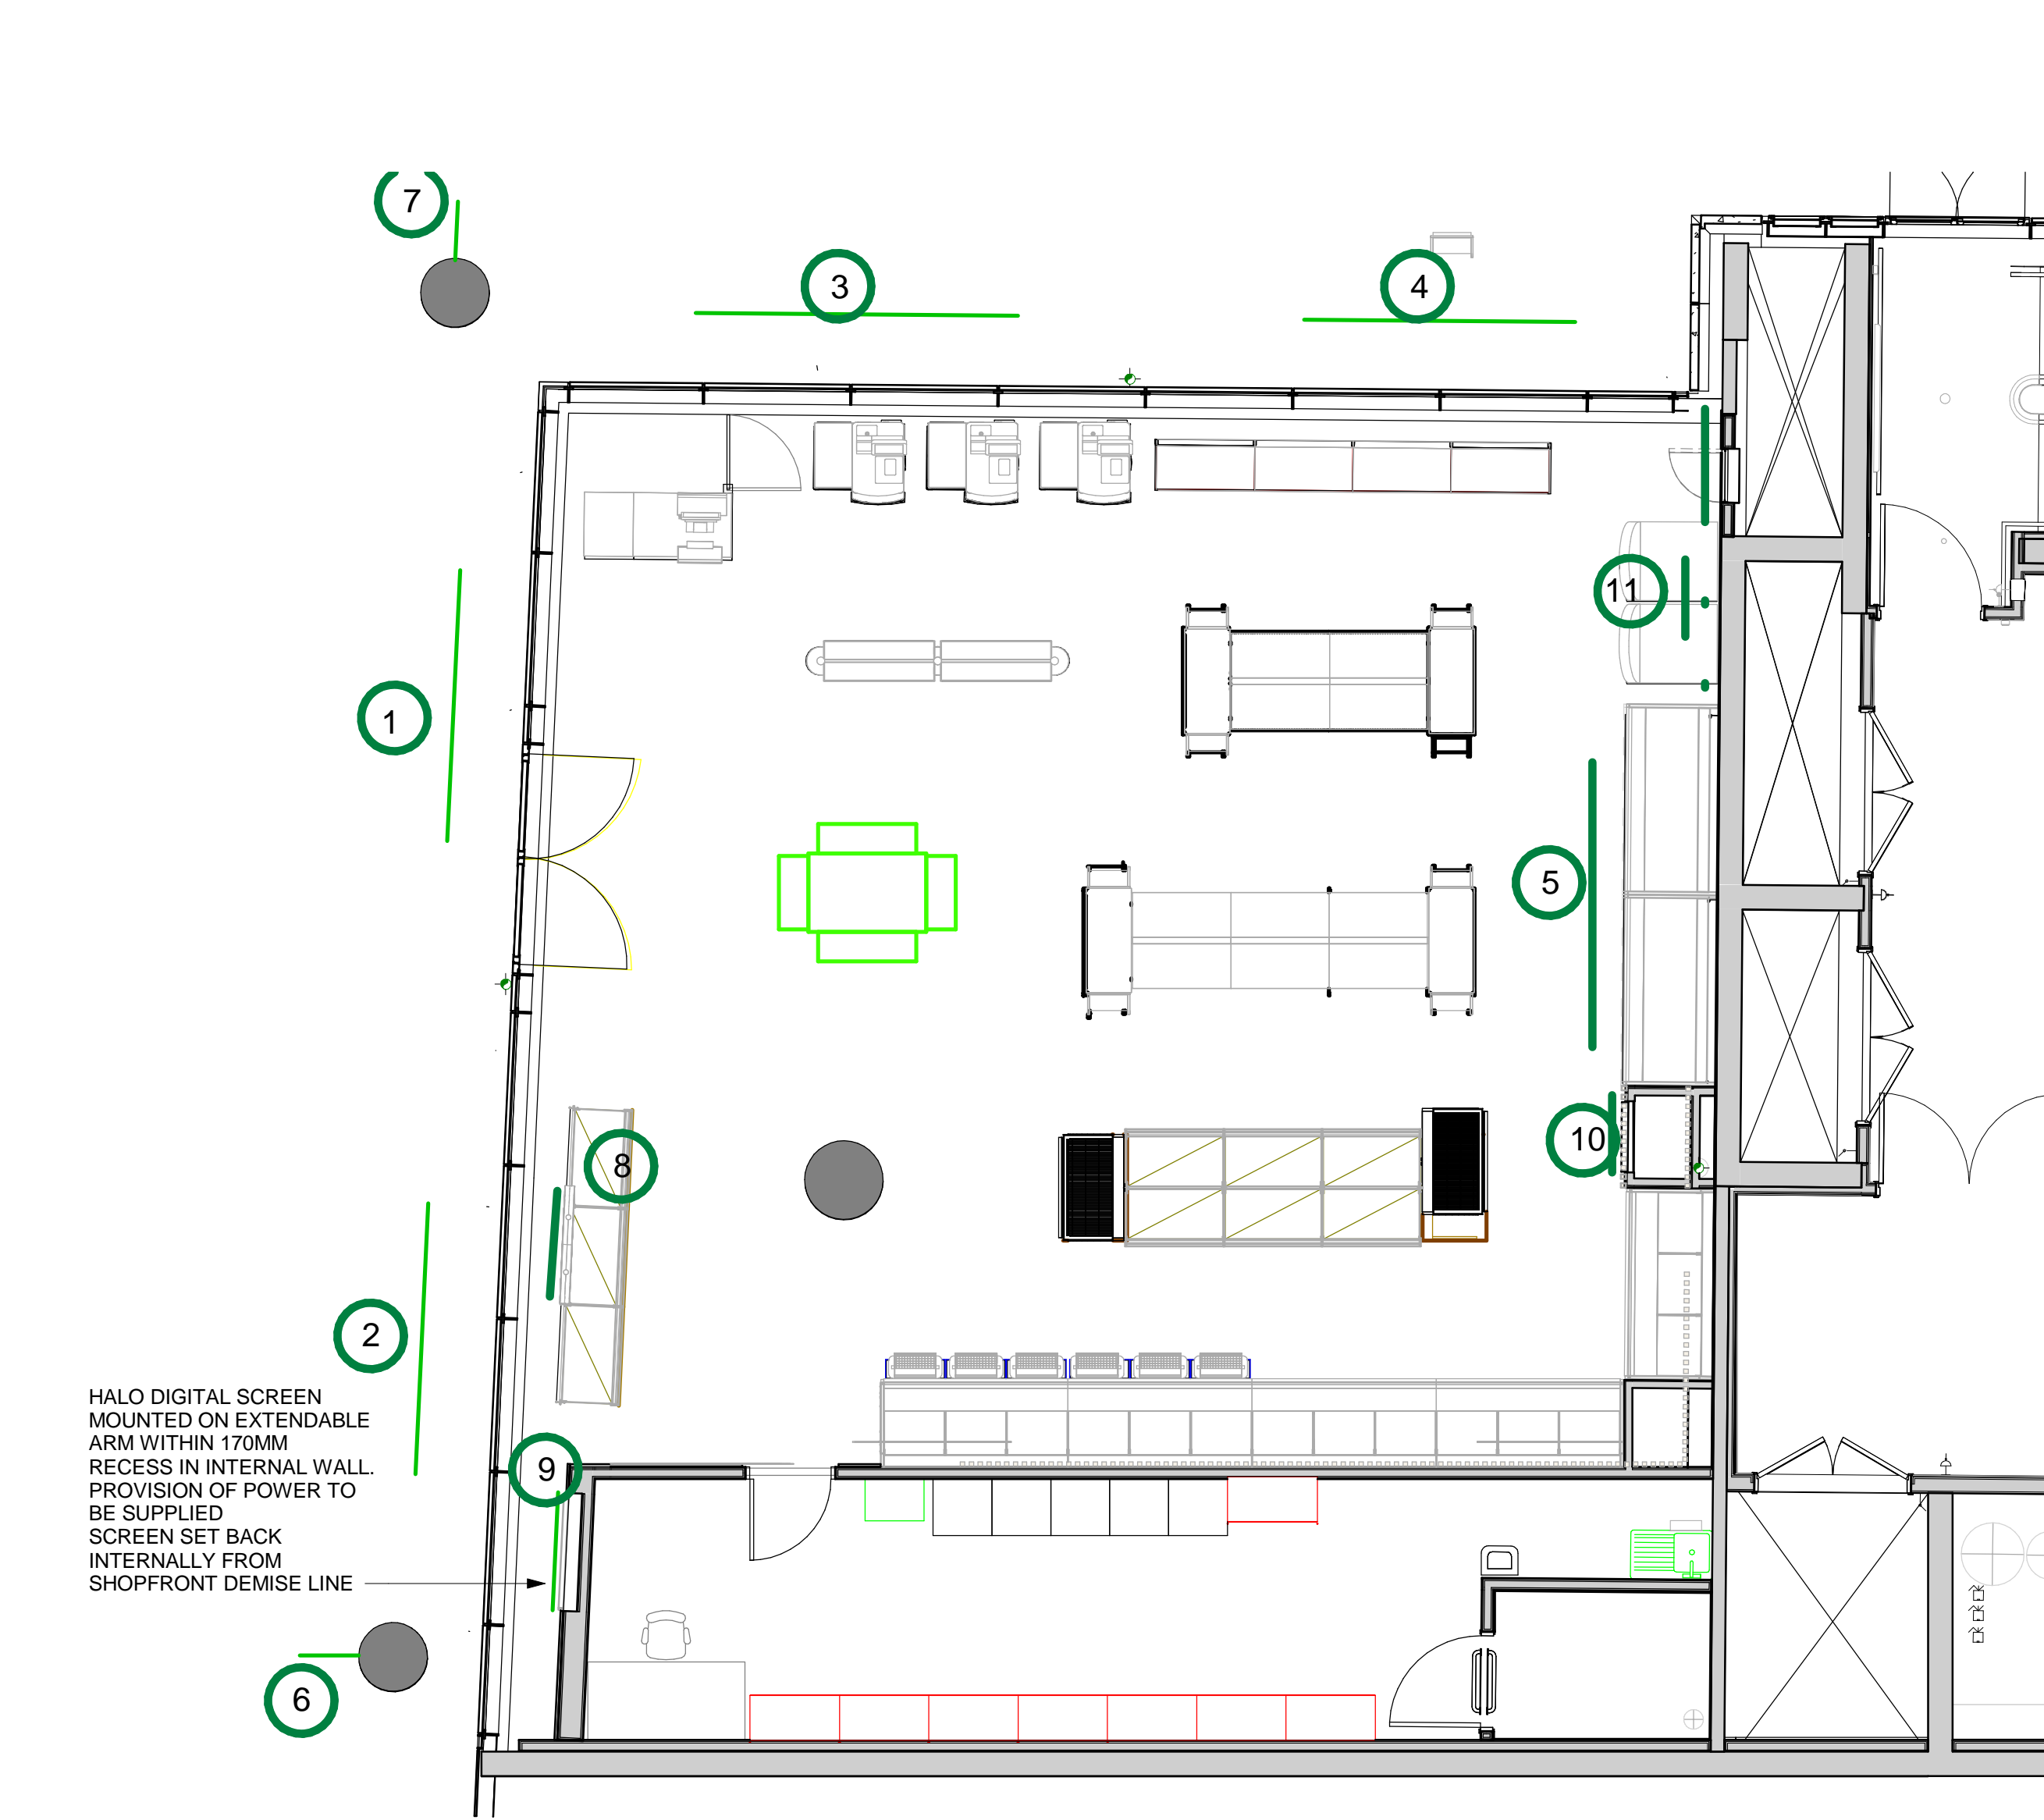 7
3
4
11
1
5
10
8
2
HALO DIGITAL SCREEN
MOUNTED ON EXTENDABLE
ARM WITHIN 170MM
RECESS IN INTERNAL WALL.
PROVISION OF POWER TO
BE SUPPLIED
SCREEN SET BACK
INTERNALLY FROM
SHOPFRONT DEMISE LINE
9
6